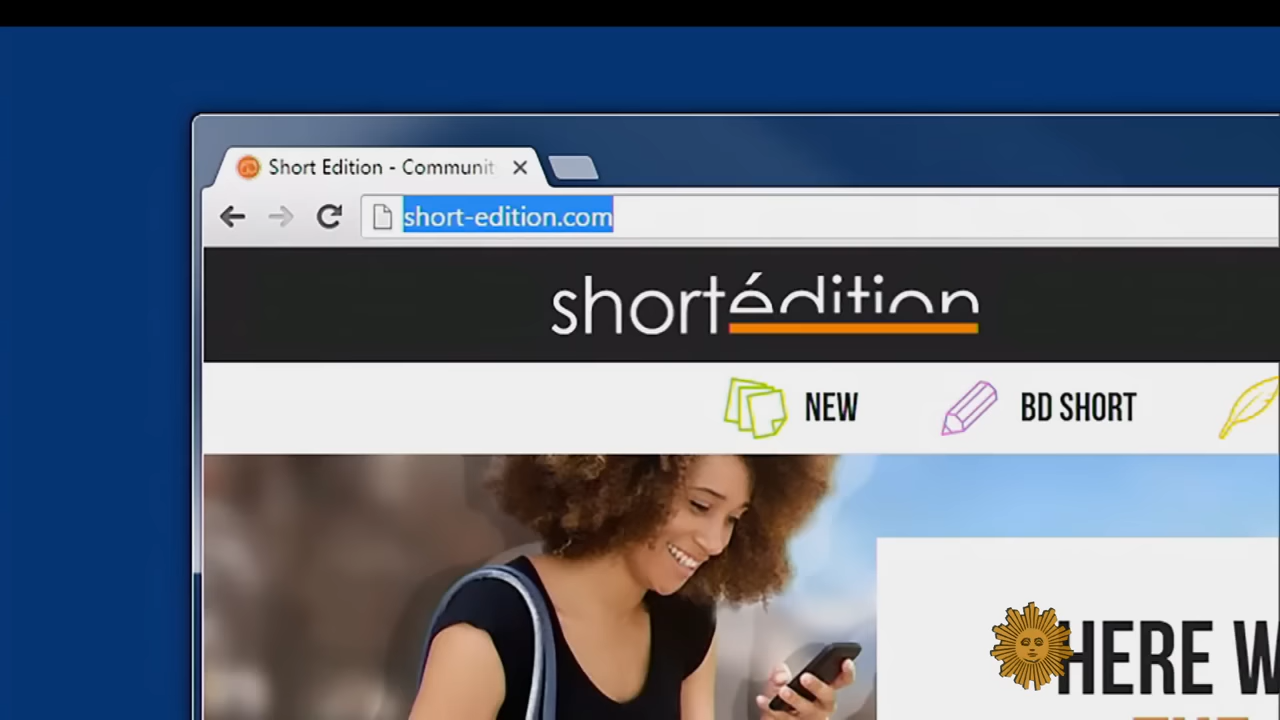 Short Edition - Communit
short-edition.com
shortédition
NEW
BD SHORT
HERE W